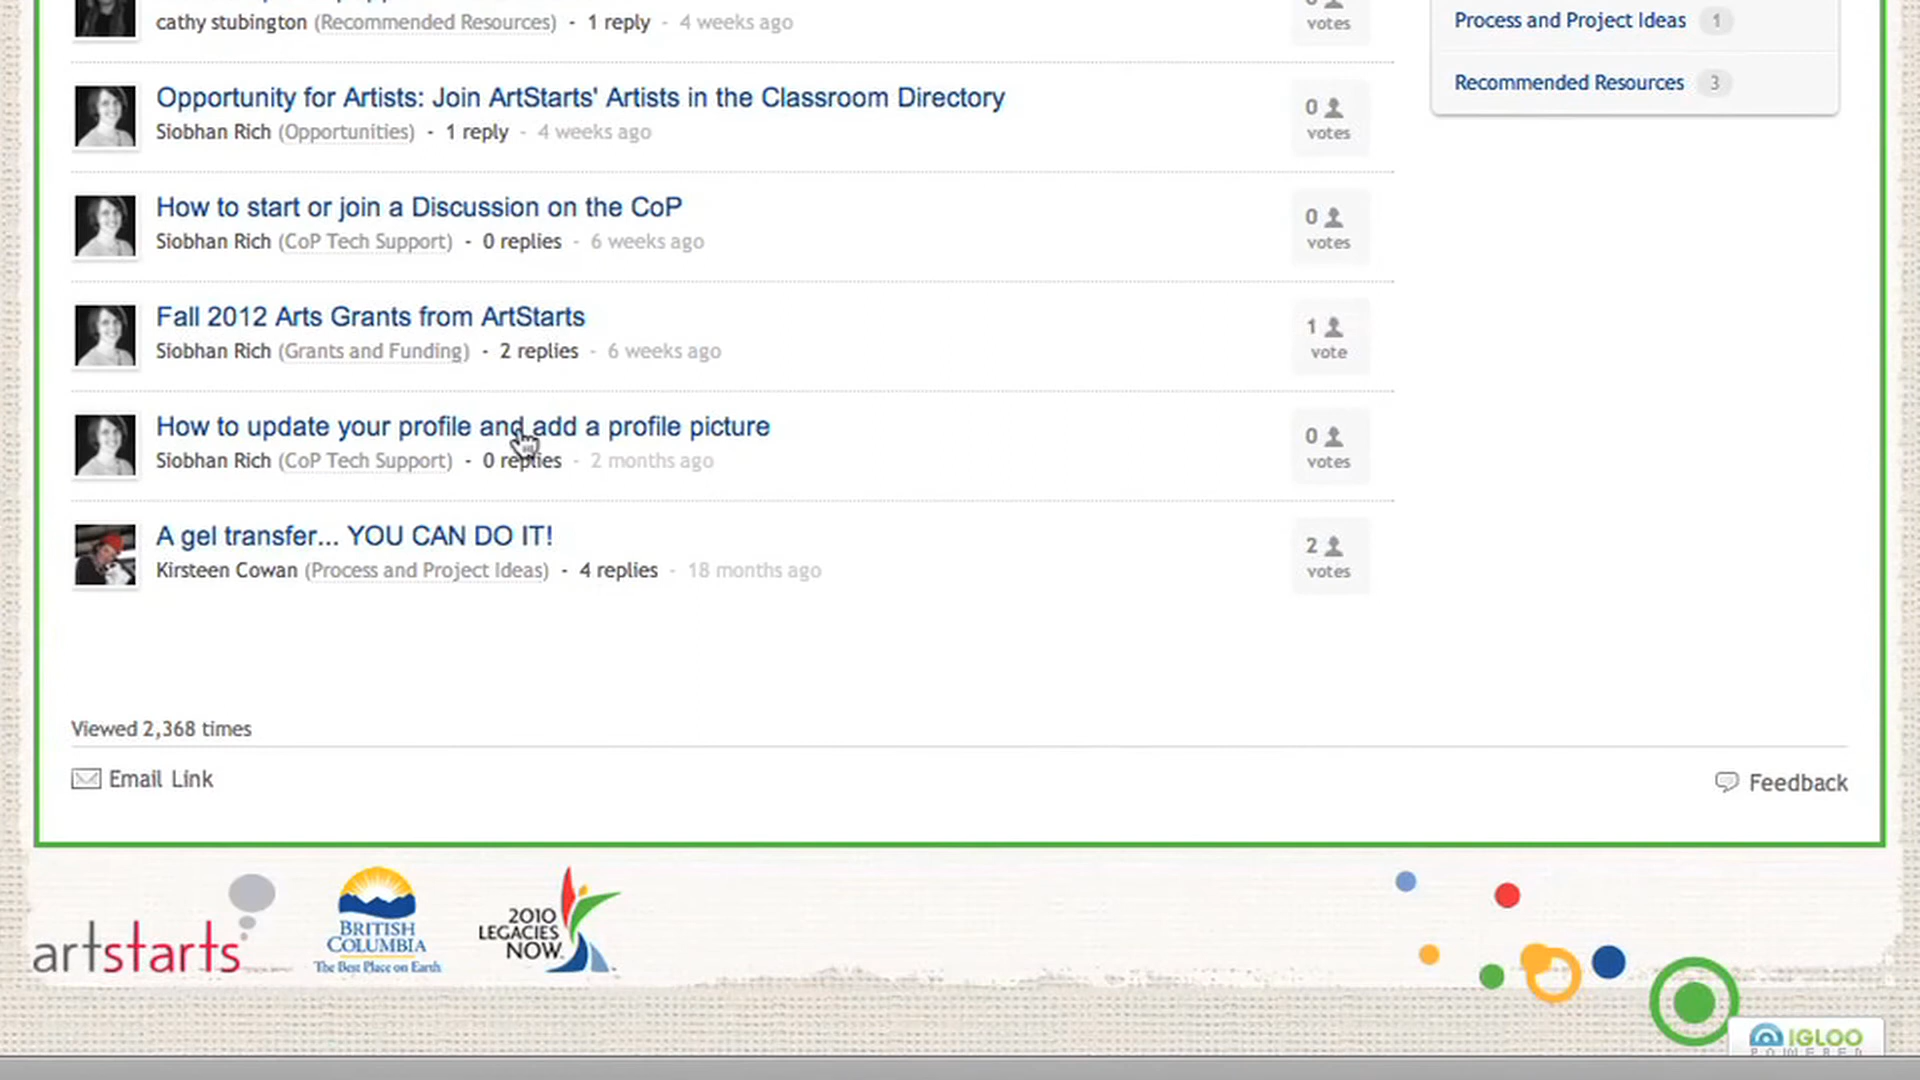 cathy stubington (Recommended Resources) - 1 reply - 4 weeks ago
votes
Process and Project Ideas 1
Recommended Resources 3
Opportunity for Artists: Join ArtStarts' Artists in the Classroom Directory
Siobhan Rich (Opportunities) - 1 reply - 4 weeks ago
0
votes
How to start or join a Discussion on the CoP
Siobhan Rich (CoP Tech Support) - 0 replies - 6 weeks ago
0
votes
Fall 2012 Arts Grants from ArtStarts
Siobhan Rich (Grants and Funding) - 2 replies - 6 weeks ago
1
vote
How to update your profile and add a profile picture
Siobhan Rich (CoP Tech Support) - 0 replies - 2 months ago
0
votes
A gel transfer... YOU CAN DO IT!
Kirsteen Cowan (Process and Project Ideas) - 4 replies - 18 months ago
2
votes
Viewed 2,368 times
Email Link
Feedback
artstarts
BRITISH
COLUMBIA
The Best Place on Earth
2010
LEGACIES
NOW
IGLOO
POWERED